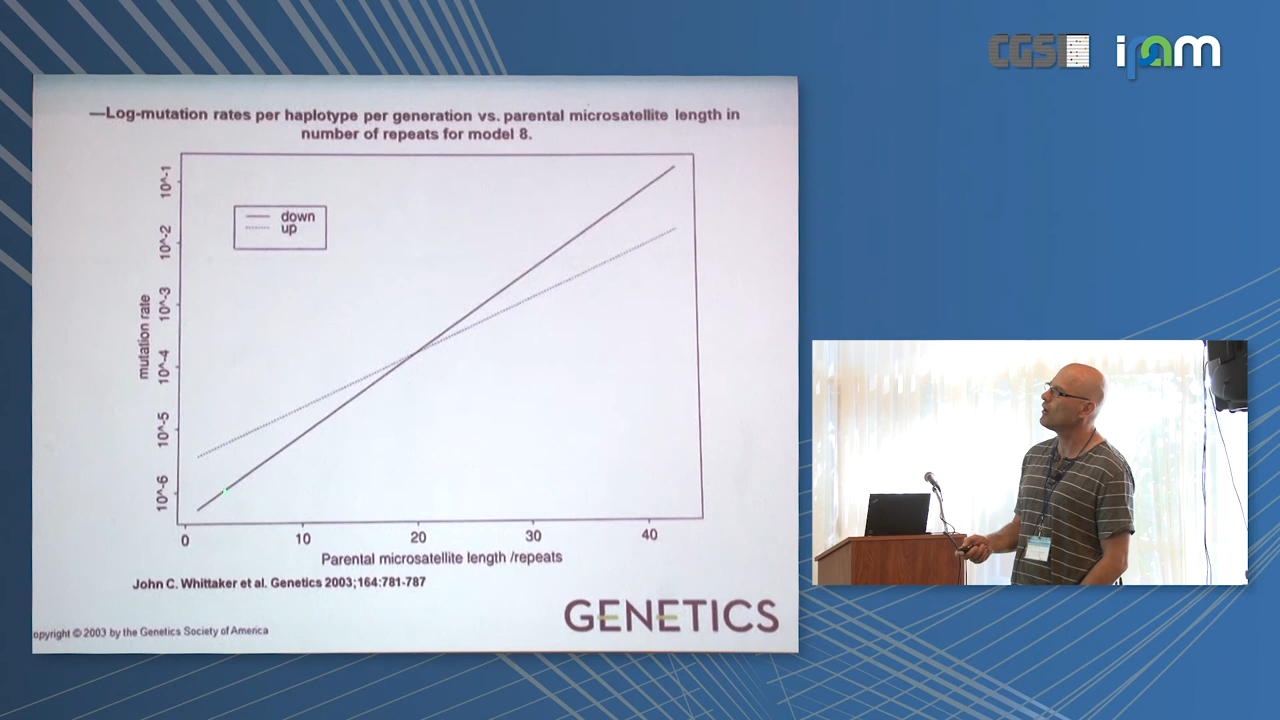 CGSI
ipam
—Log-mutation rates per haplotype per generation vs. parental microsatellite length in
number of repeats for model 8.
10^-1
10^-2
10^-3
10^-4
10^-5
10^-6
mutation rate
down
up
0
10
20
30
40
Parental microsatellite length /repeats
John C. Whittaker et al. Genetics 2003;164:781-787
GENETICS
opyright © 2003 by the Genetics Society of America